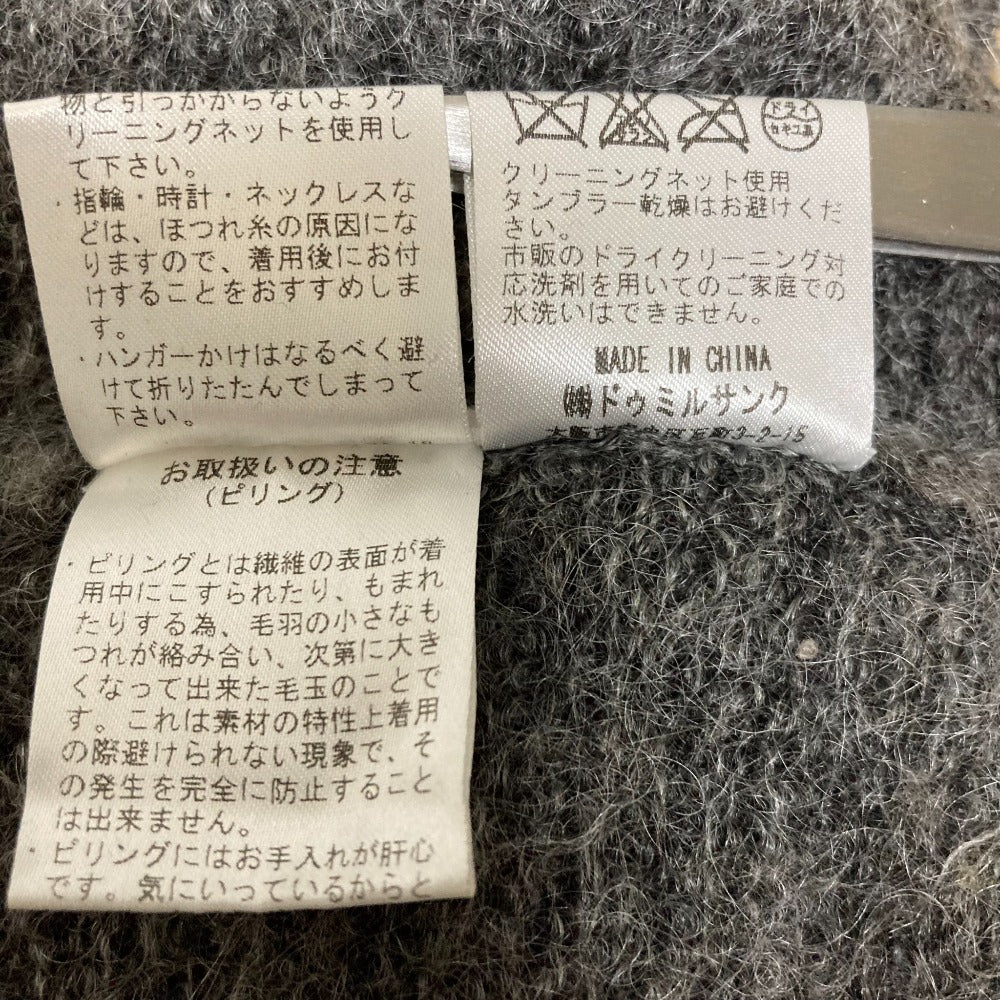 物と引っかからないようク
リーニングネットを使用し
て下さい。
・指輪・時計・ネックレスな
どは、ほつれ糸の原因にな
りますので、着用後にお付
けすることをおすすめしま
す。
・ハンガーかけはなるべく避
けて折りたたんでしまって
下さい。
エンソ
ドライ
セキユ系
クリーニングネット使用
タンブラー乾燥はお避けくだ
さい。
市販のドライクリーニング対
応洗剤を用いてのご家庭での
水洗いはできません。
MADE IN CHINA
㈱ドゥミルサンク
3-2-15
お取扱いの注意
(ピリング)
・ピリングとは繊維の表面が着
用中にこすられたり、もまれ
たりする為、毛羽の小さなも
つれが絡み合い、次第に大き
くなって出来た毛玉のことで
す。これは素材の特性上着用
の際避けられない現象で、そ
の発生を完全に防止すること
は出来ません。
・ピリングにはお手入れが肝心
です。気にいっているからと